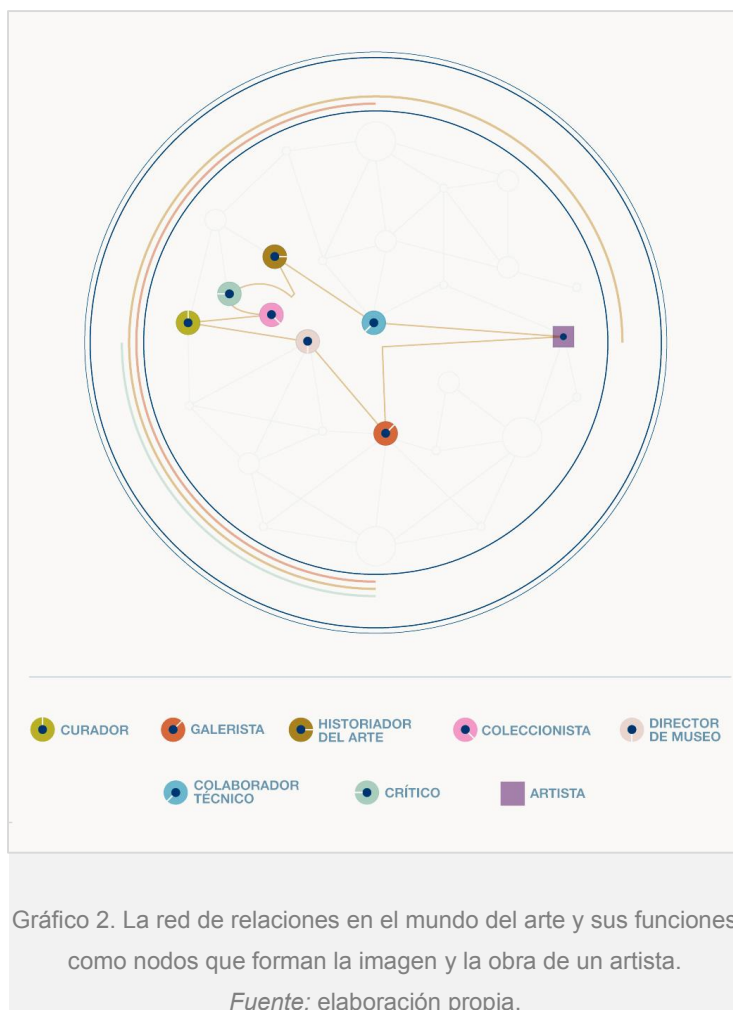 CURADOR
GALERISTA
HISTORIADOR
DEL ARTE
COLECCIONISTA
DIRECTOR
DE MUSEO
COLABORADOR
TÉCNICO
CRÍTICO
ARTISTA
Gráfico 2. La red de relaciones en el mundo del arte y sus funciones
como nodos que forman la imagen y la obra de un artista.
Fuente: elaboración propia.